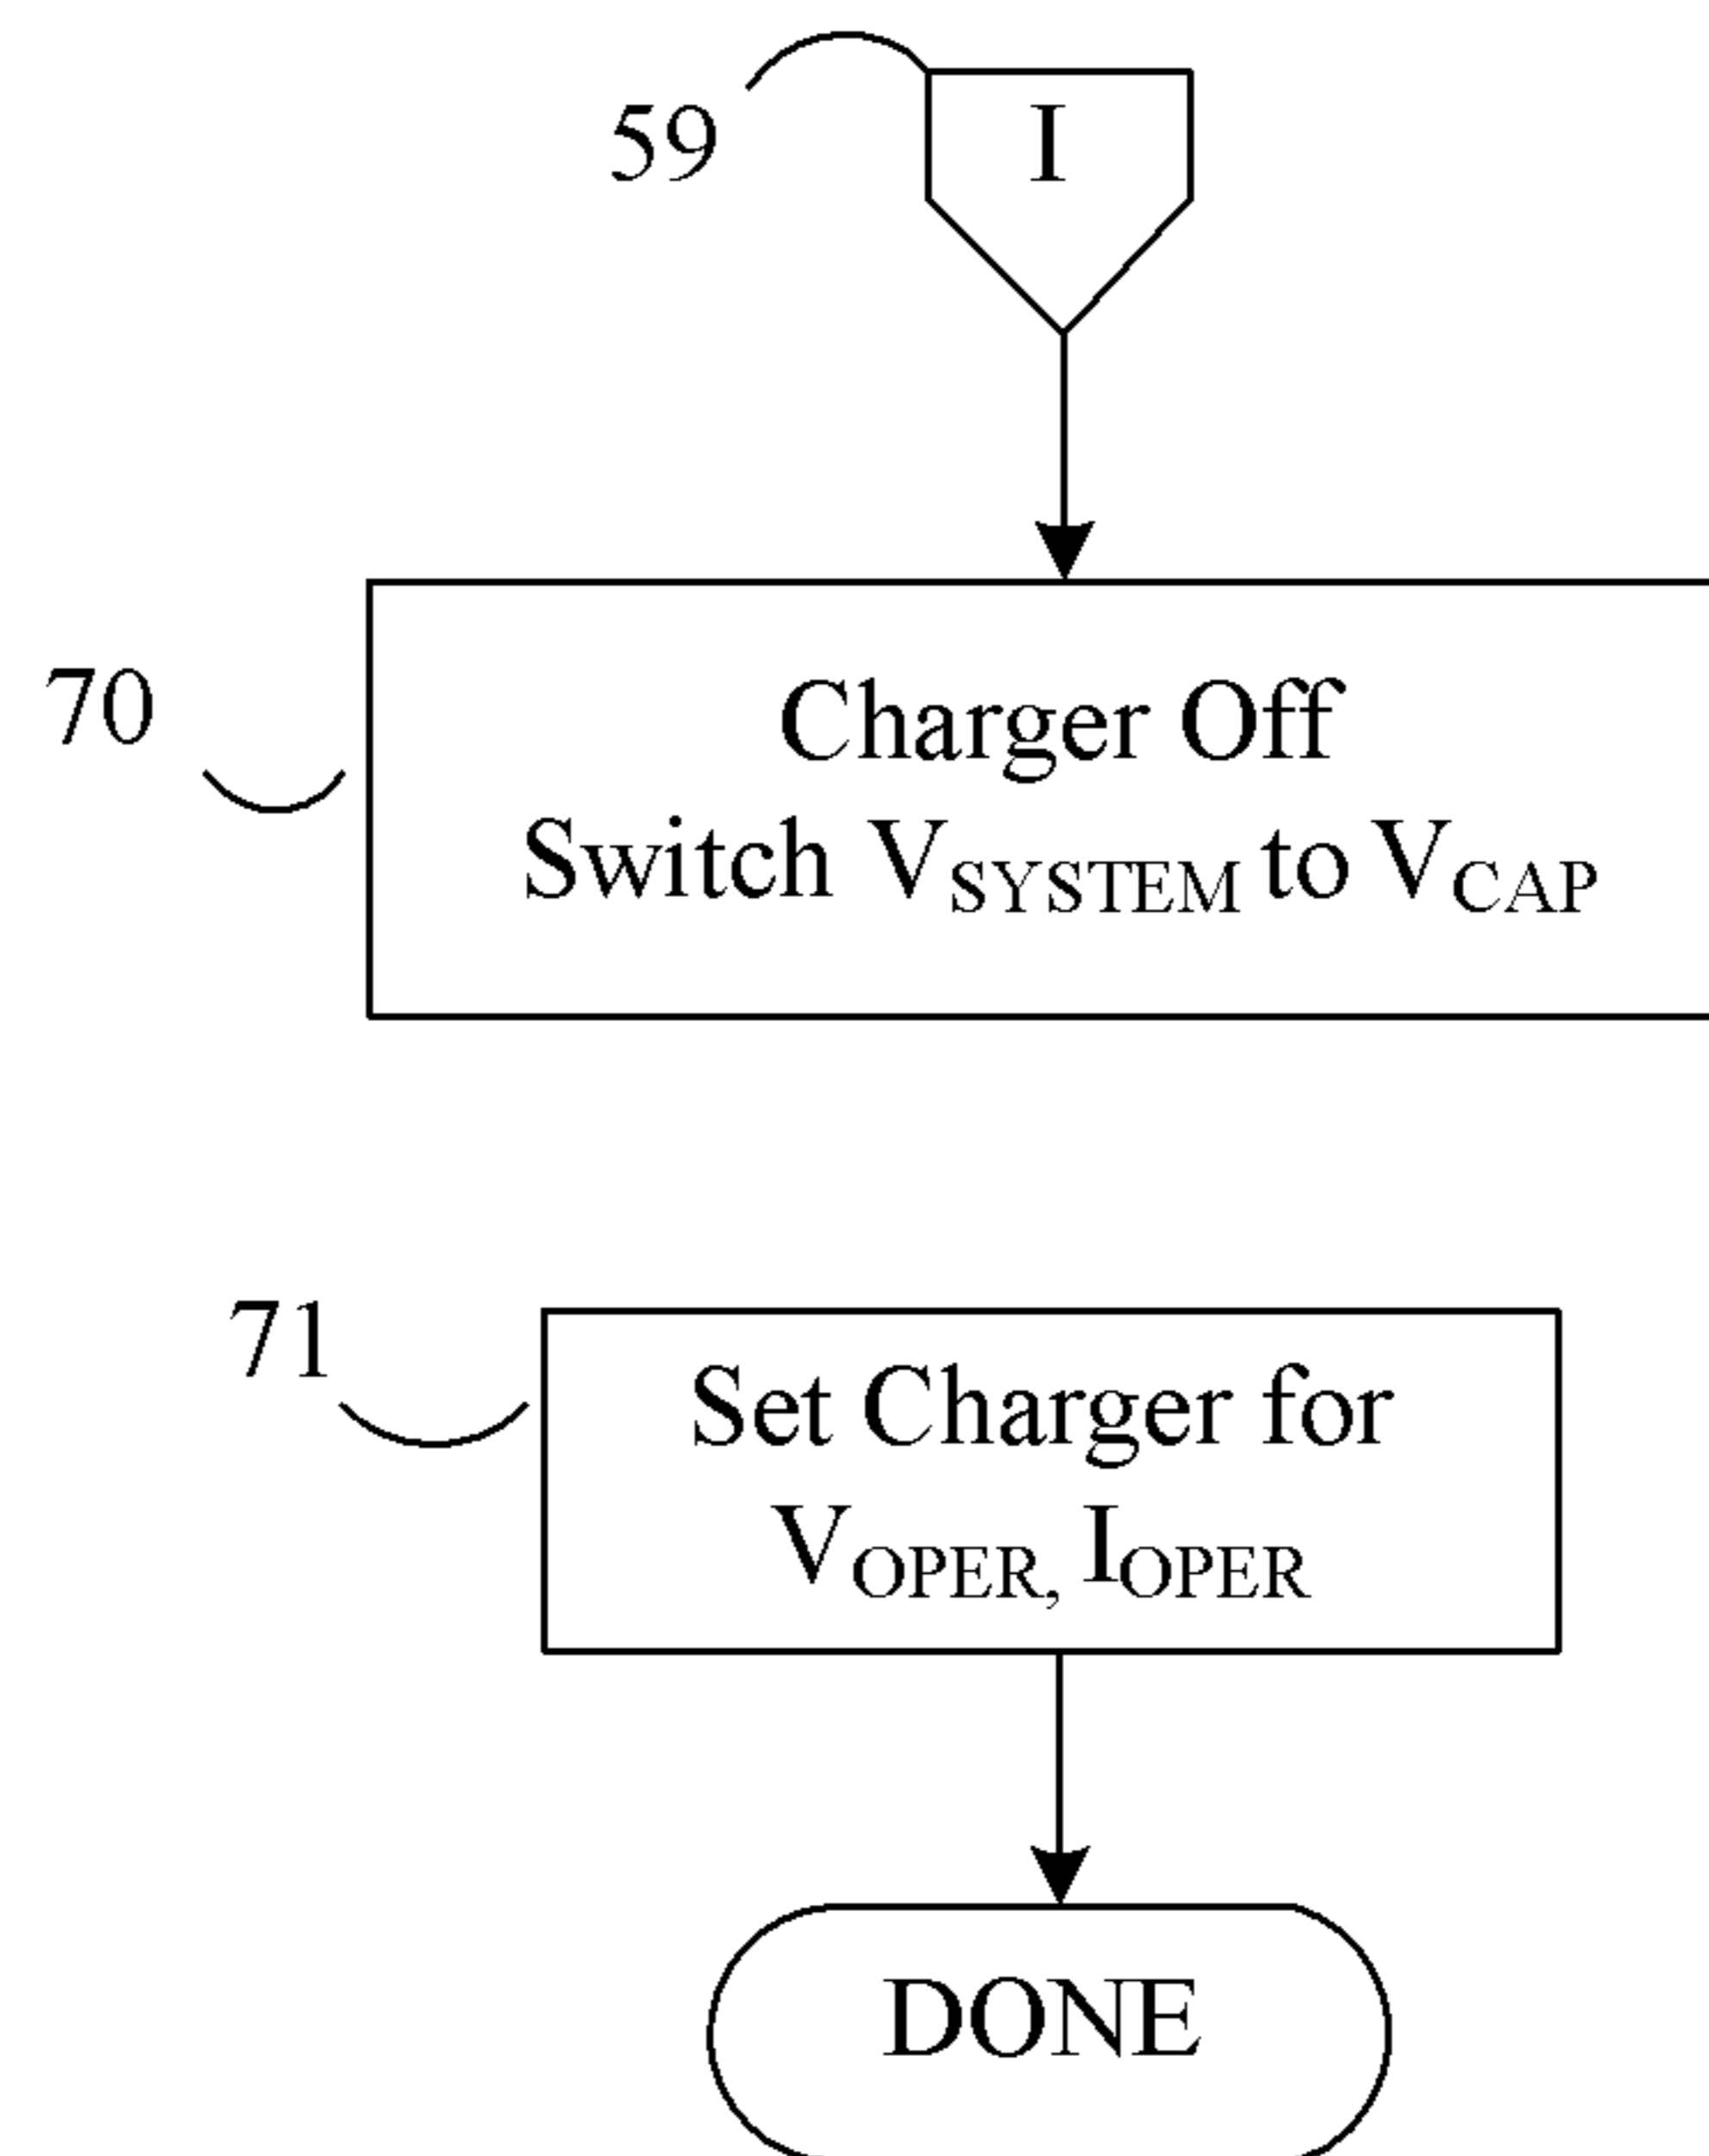 59
I
70
Charger Off
Switch VSYSTEM to VCAP
71
Set Charger for
VOPER, IOPER
DONE